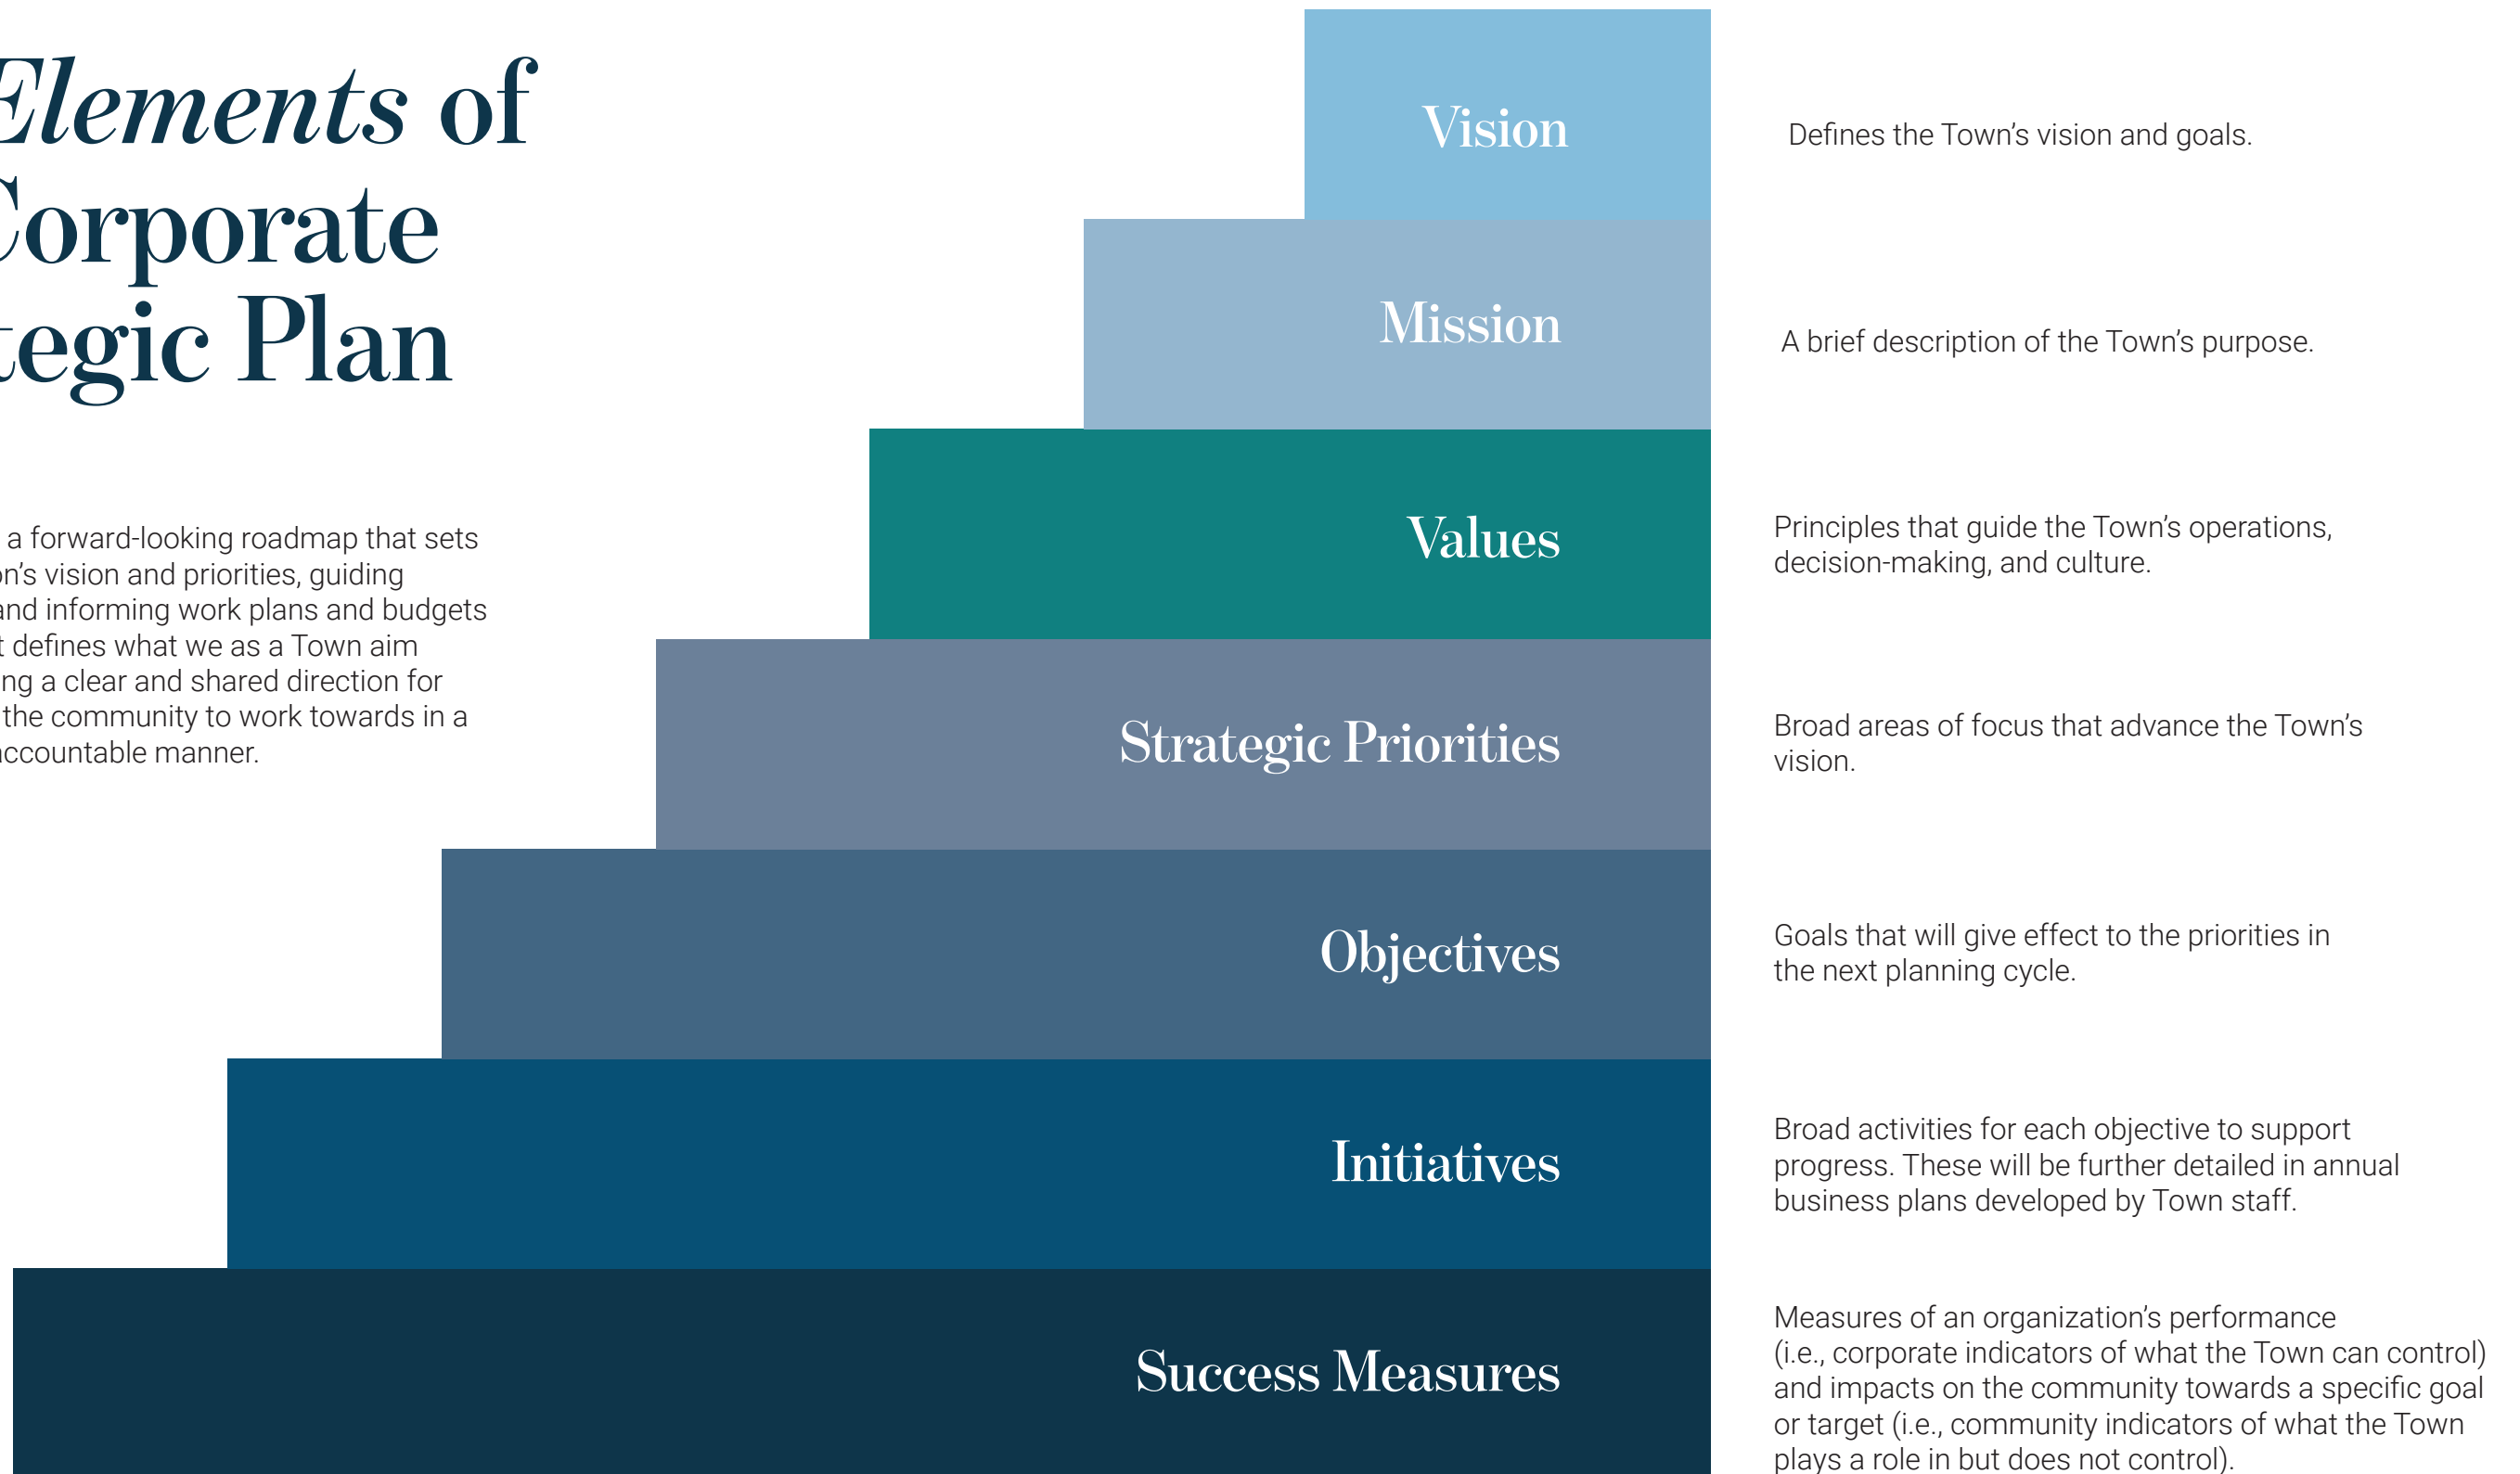 Elements of
Corporate
tegic Plan
a forward-looking roadmap that sets
on's vision and priorities, guiding
and informing work plans and budgets
t defines what we as a Town aim
ing a clear and shared direction for
the community to work towards in a
accountable manner.
Vision
Defines the Town's vision and goals.
Mission
A brief description of the Town's purpose.
Values
Principles that guide the Town's operations,
decision-making, and culture.
Strategic Priorities
Broad areas of focus that advance the Town's
vision.
Objectives
Goals that will give effect to the priorities in
the next planning cycle.
Initiatives
Broad activities for each objective to support
progress. These will be further detailed in annual
business plans developed by Town staff.
Success Measures
Measures of an organization's performance
(i.e., corporate indicators of what the Town can control)
and impacts on the community towards a specific goal
or target (i.e., community indicators of what the Town
plays a role in but does not control).